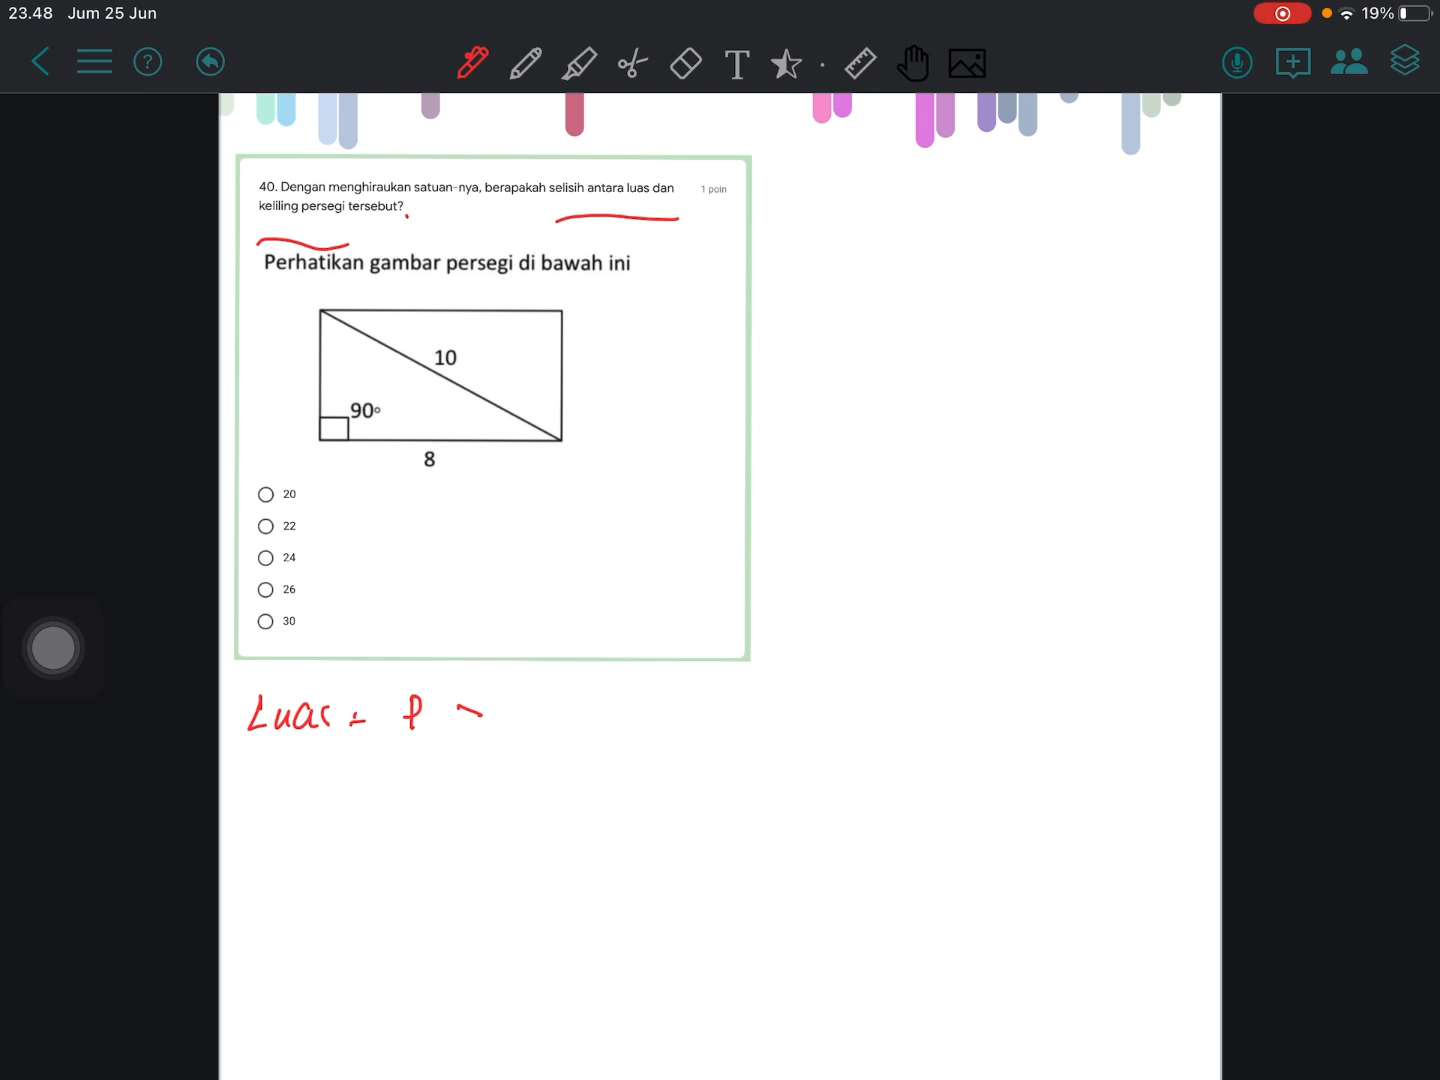 23.48 Jum 25 Jun
19%
40. Dengan menghiraukan satuan-nya, berapakah selisih antara luas dan
1 poin
keliling persegi tersebut?
Perhatikan gambar persegi di bawah ini
10
90°
8
20
22
24
26
30
Luas = P